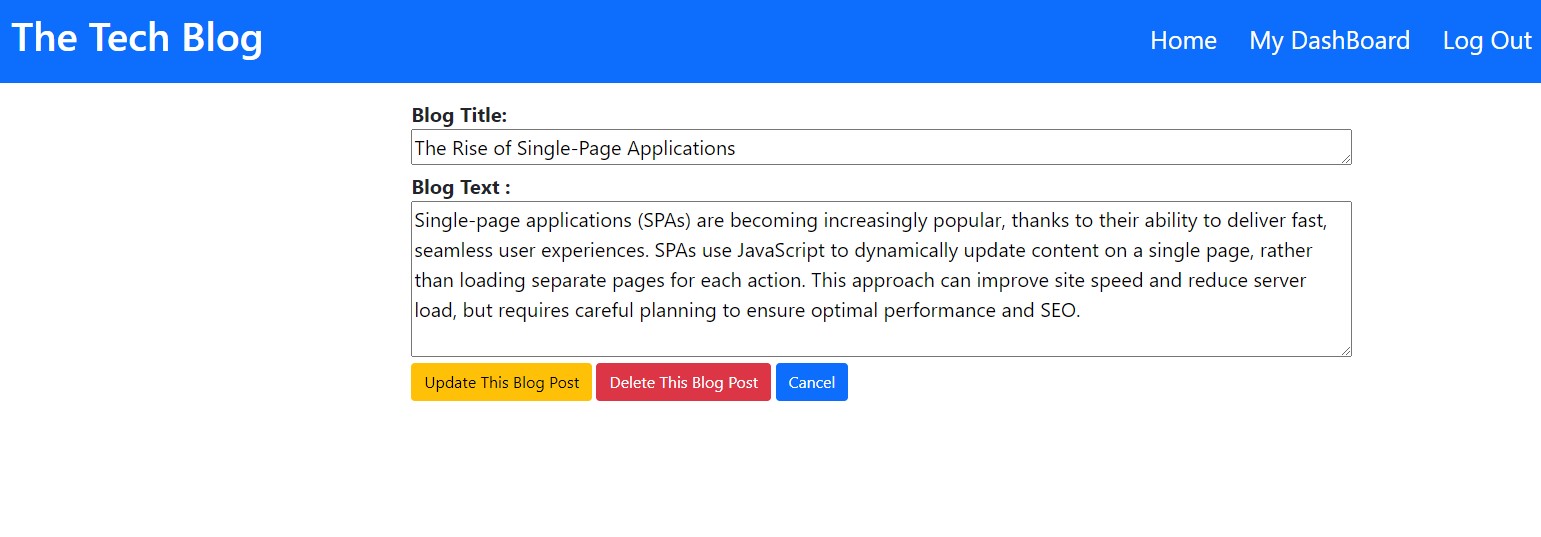 The Tech Blog
Home My DashBoard Log Out
Blog Title:
The Rise of Single-Page Applications
Blog Text :
Single-page applications (SPAs) are becoming increasingly popular, thanks to their ability to deliver fast,
seamless user experiences. SPAs use JavaScript to dynamically update content on a single page, rather
than loading separate pages for each action. This approach can improve site speed and reduce server
load, but requires careful planning to ensure optimal performance and SEO.
Update This Blog Post Delete This Blog Post Cancel